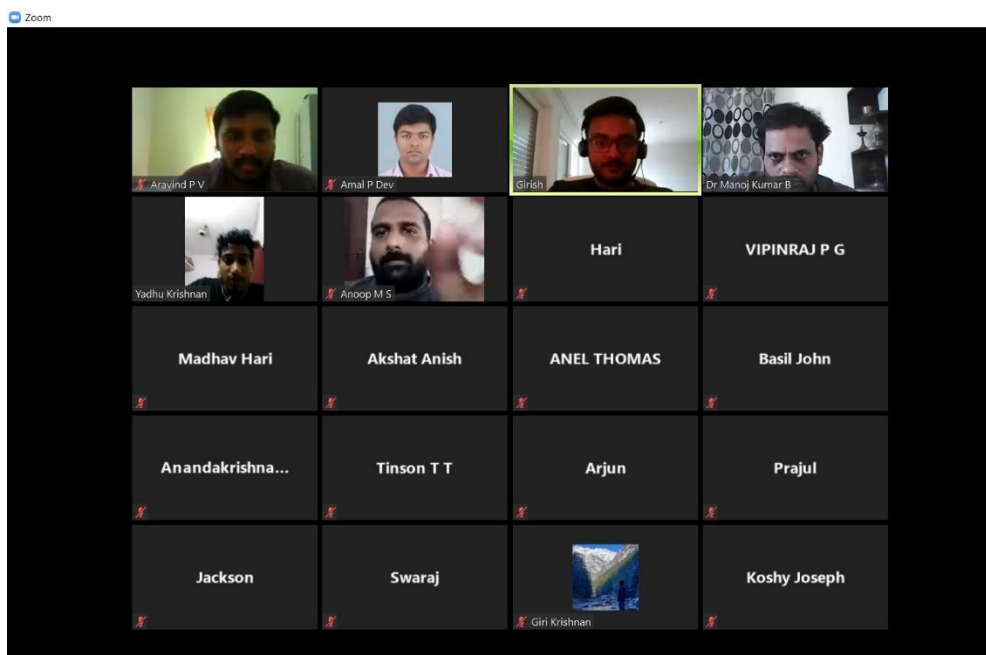 Zoom
Aravind P V
Amal P Dev
Girish
Dr Manoj Kumar B
Yadhu Krishnan
Anoop M S
Hari
VIPINRAJ P G
Madhav Hari
Akshat Anish
ANEL THOMAS
Basil John
Anandakrishna...
Tinson T T
Arjun
Prajul
Jackson
Swaraj
Giri Krishnan
Koshy Joseph